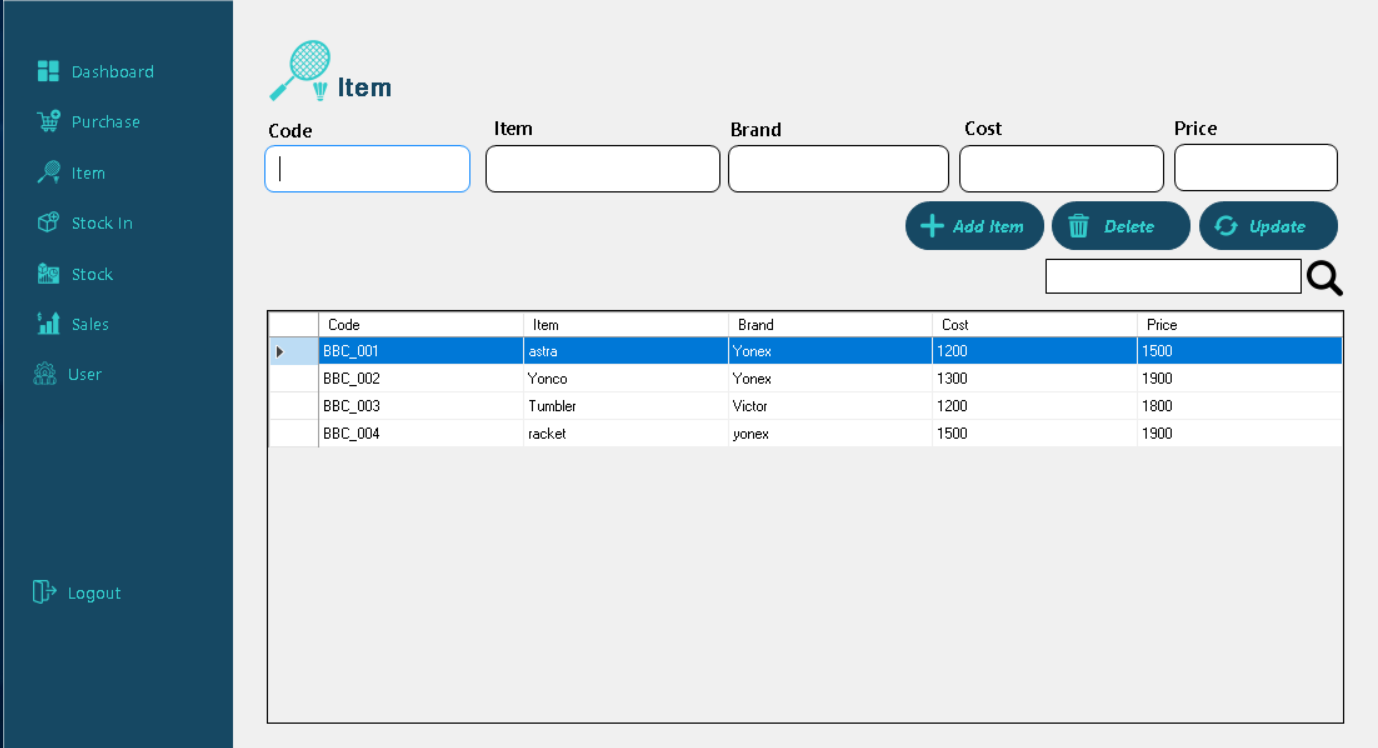 Dashboard
Purchase
Item
Stock In
Stock
Sales
User
Logout
Item
Code Item Brand Cost Price
Add Item Delete Update
Code Item Brand Cost Price
BBC_001 astra Yonex 1200 1500
BBC_002 Yonco Yonex 1300 1900
BBC_003 Tumbler Victor 1200 1800
BBC_004 racket yonex 1500 1900